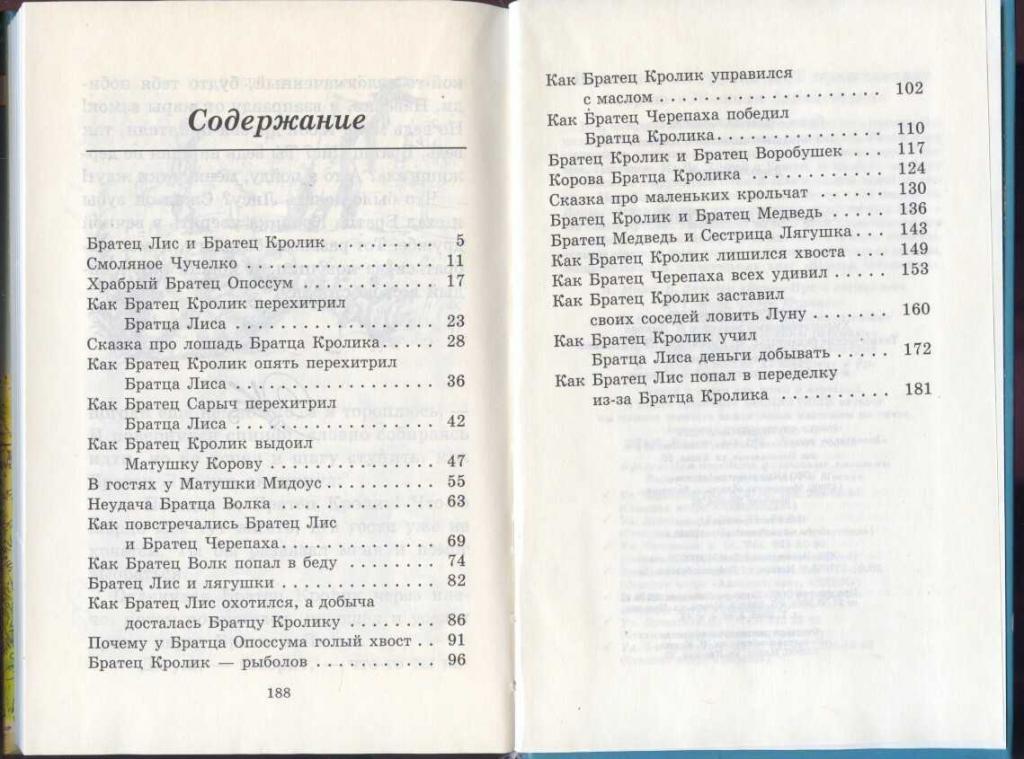 Содержание
Братец Лис и Братец Кролик . . . . . . . . . 5
Смоляное Чучелко . . . . . . . . . . . . . . . 11
Храбрый Братец Опоссум . . . . . . . . . . . 17
Как Братец Кролик перехитрил
Братца Лиса . . . . . . . . . . . . . . . 23
Сказка про лошадь Братца Кролика. . . . . . 28
Как Братец Кролик опять перехитрил
Братца Лиса . . . . . . . . . . . . . . . 36
Как Братец Сарыч перехитрил
Братца Лиса . . . . . . . . . . . . . . . 42
Как Братец Кролик выдоил
Матушку Корову . . . . . . . . . . . . . 47
В гостях у Матушки Мидоус . . . . . . . . . 55
Неудача Братца Волка . . . . . . . . . . . . . 63
Как повстречались Братец Лис
и Братец Черепаха. . . . . . . . . . . . . 69
Как Братец Волк попал в беду . . . . . . . . 74
Братец Лис и лягушки . . . . . . . . . . . . . 82
Как Братец Лис охотился, а добыча
досталась Братцу Кролику . . . . . . . . 86
Почему у Братца Опоссума голый хвост . . 91
Братец Кролик — рыболов . . . . . . . . . . 96
188
Как Братец Кролик управился
с маслом . . . . . . . . . . . . . . . . . 102
Как Братец Черепаха победил
Братца Кролика. . . . . . . . . . . . . . 110
Братец Кролик и Братец Воробушек . . . 117
Корова Братца Кролика . . . . . . . . . . . 124
Сказка про маленьких крольчат . . . . . . 130
Братец Кролик и Братец Медведь . . . . . 136
Братец Медведь и Сестрица Лягушка. . . . 143
Как Братец Кролик лишился хвоста . . . . 149
Как Братец Черепаха всех удивил . . . . . 153
Как Братец Кролик заставил
своих соседей ловить Луну . . . . . . . 160
Как Братец Кролик учил
Братца Лиса деньги добывать . . . . . 172
Как Братец Лис попал в переделку
из-за Братца Кролика . . . . . . . . . . 181